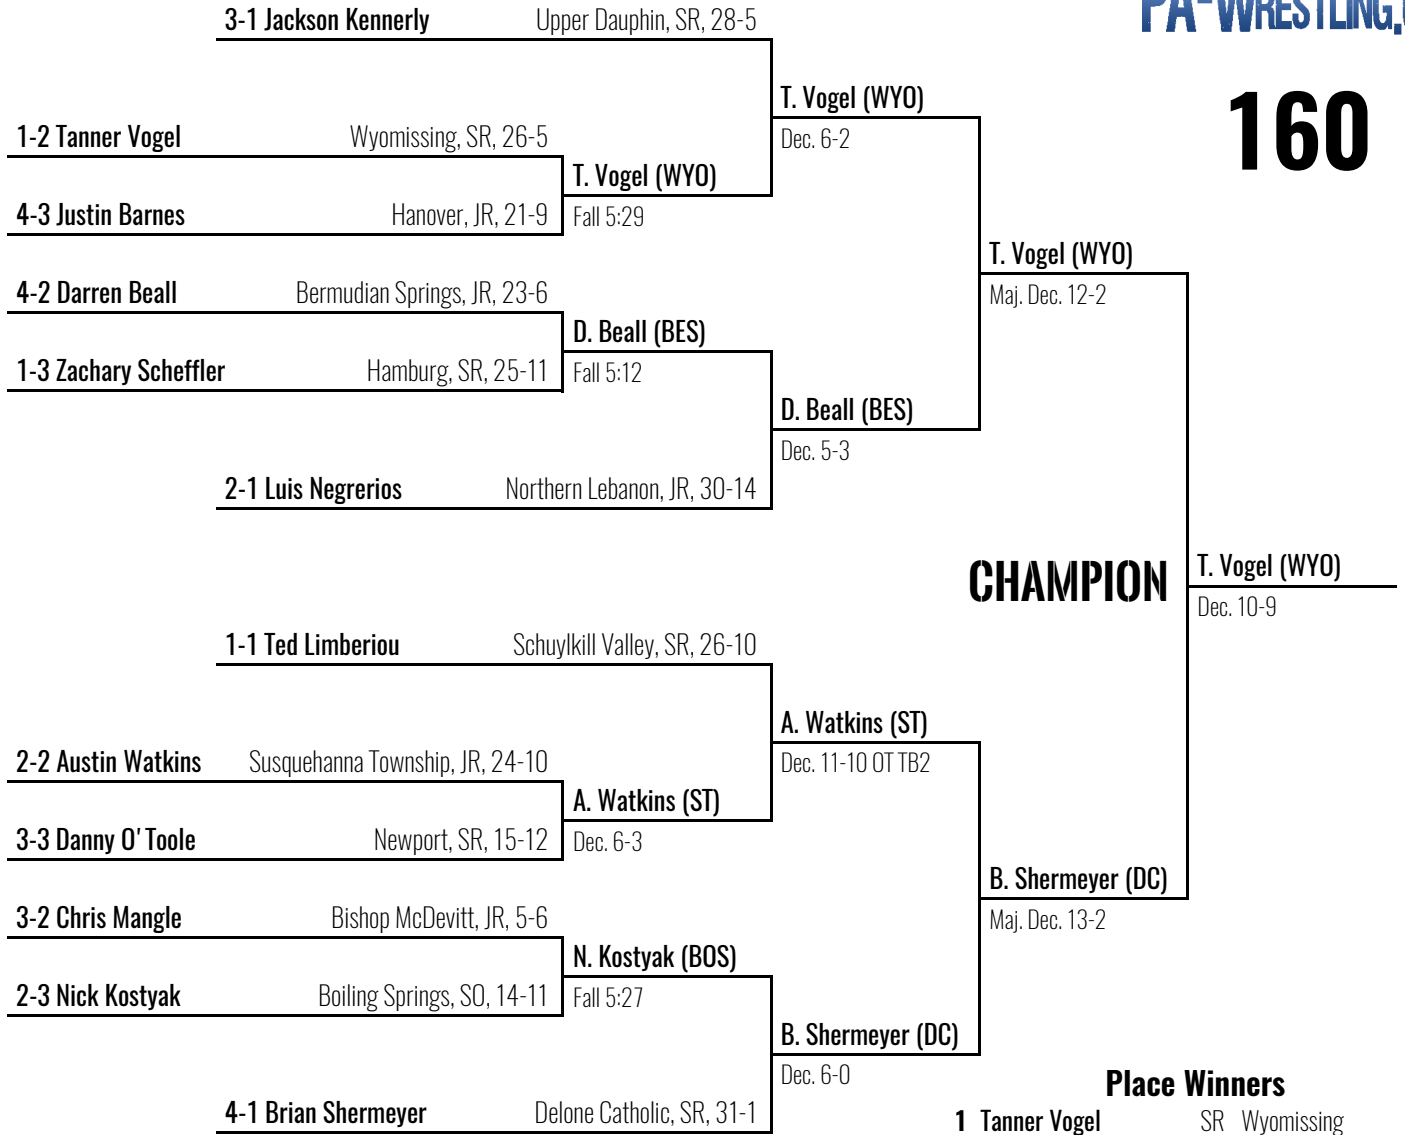 3-1 Jackson Kennerly Upper Dauphin, SR, 28-5
PA-WRESTLING.
T. Vogel (WYO)
160
1-2 Tanner Vogel Wyomissing, SR, 26-5
Dec. 6-2
T. Vogel (WYO)
4-3 Justin Barnes Hanover, JR, 21-9
Fall 5:29
T. Vogel (WYO)
4-2 Darren Beall Bermudian Springs, JR, 23-6
Maj. Dec. 12-2
D. Beall (BES)
1-3 Zachary Scheffler Hamburg, SR, 25-11
Fall 5:12
D. Beall (BES)
Dec. 5-3
2-1 Luis Negrerios Northern Lebanon, JR, 30-14
CHAMPION
T. Vogel (WYO)
Dec. 10-9
1-1 Ted Limberiou Schuylkill Valley, SR, 26-10
A. Watkins (ST)
2-2 Austin Watkins Susquehanna Township, JR, 24-10
Dec. 11-10 OT TB2
A. Watkins (ST)
3-3 Danny O'Toole Newport, SR, 15-12
Dec. 6-3
B. Shermeyer (DC)
3-2 Chris Mangle Bishop McDevitt, JR, 5-6
Maj. Dec. 13-2
N. Kostyak (BOS)
2-3 Nick Kostyak Boiling Springs, SO, 14-11
Fall 5:27
B. Shermeyer (DC)
Dec. 6-0
Place Winners
4-1 Brian Shermeyer Delone Catholic, SR, 31-1
1 Tanner Vogel SR Wyomissing